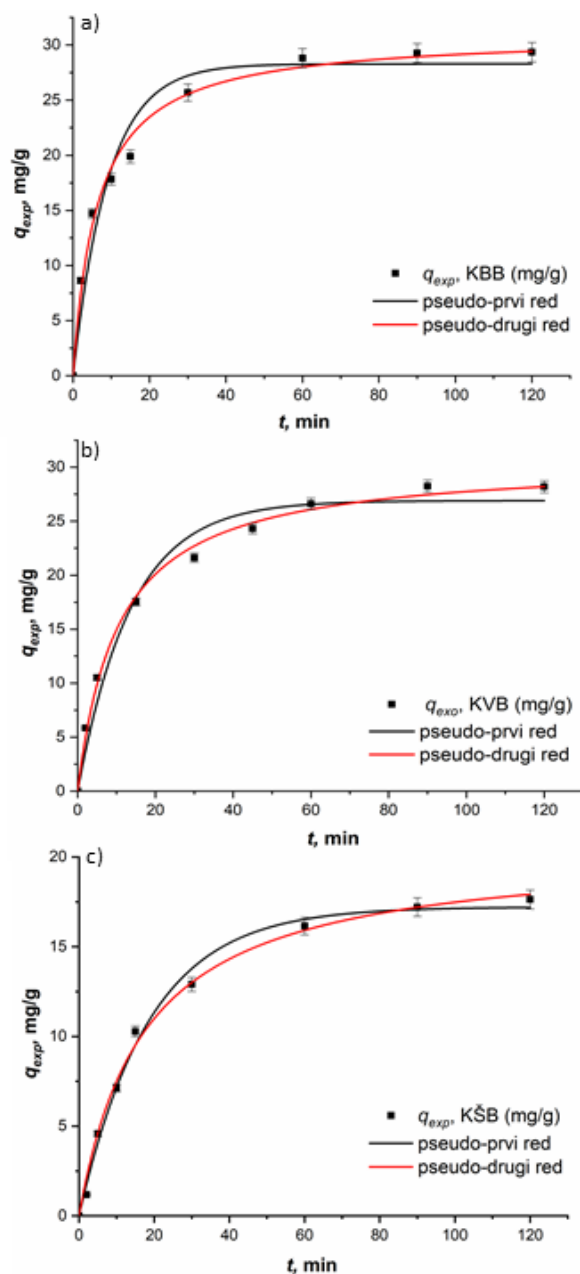 a)
30
25
20
15
10
5
0
q_exp, mg/g
q_exp, KBB (mg/g)
pseudo-prvi red
pseudo-drugi red
0 20 40 60 80 100 120
t, min
b)
30
25
20
15
10
5
0
q_exp, mg/g
q_exo, KVB (mg/g)
pseudo-prvi red
pseudo-drugi red
0 20 40 60 80 100 120
t, min
c)
20
15
10
5
0
q_exp, mg/g
q_exp, KŠB (mg/g)
pseudo-prvi red
pseudo-drugi red
0 20 40 60 80 100 120
t, min